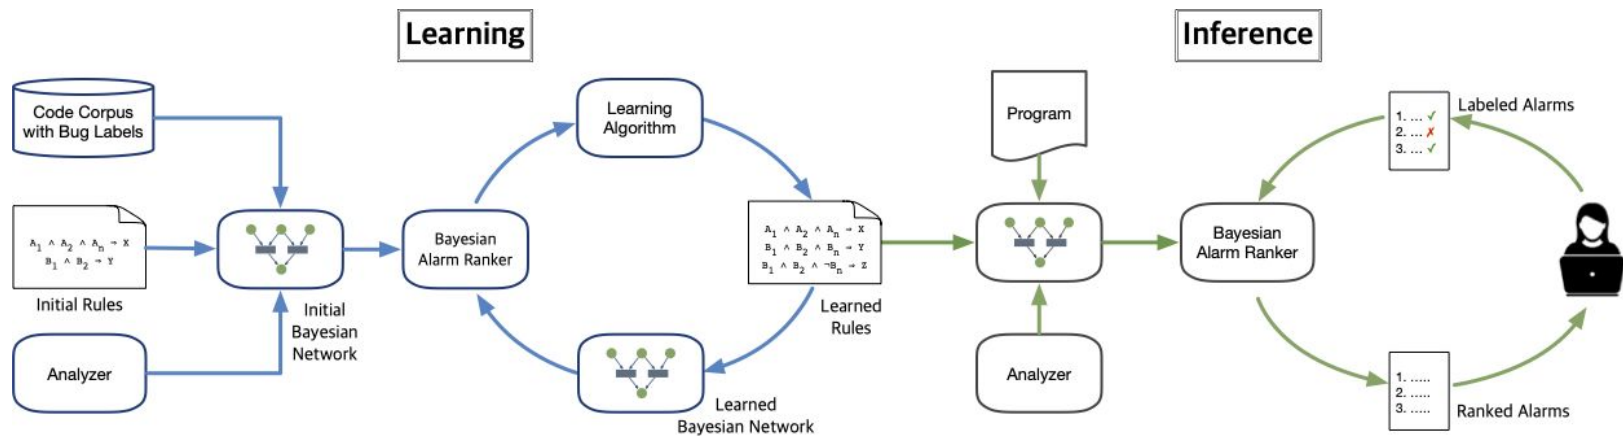 Learning
Inference
Code Corpus
with Bug Labels
A1 ∧ A2 ∧ An → X
B1 ∧ B2 → Y
Initial Rules
Analyzer
Initial
Bayesian
Network
Bayesian
Alarm Ranker
Learning
Algorithm
A1 ∧ A2 ∧ An → X
B1 ∧ B2 ∧ Bn → Y
B1 ∧ B2 ∧ ¬Bn → Z
Learned
Rules
Learned
Bayesian Network
Program
Analyzer
Bayesian
Alarm Ranker
1. ... ✓
2. ... ✗
3. ... ✓
Labeled Alarms
1. .....
2. .....
3. .....
Ranked Alarms